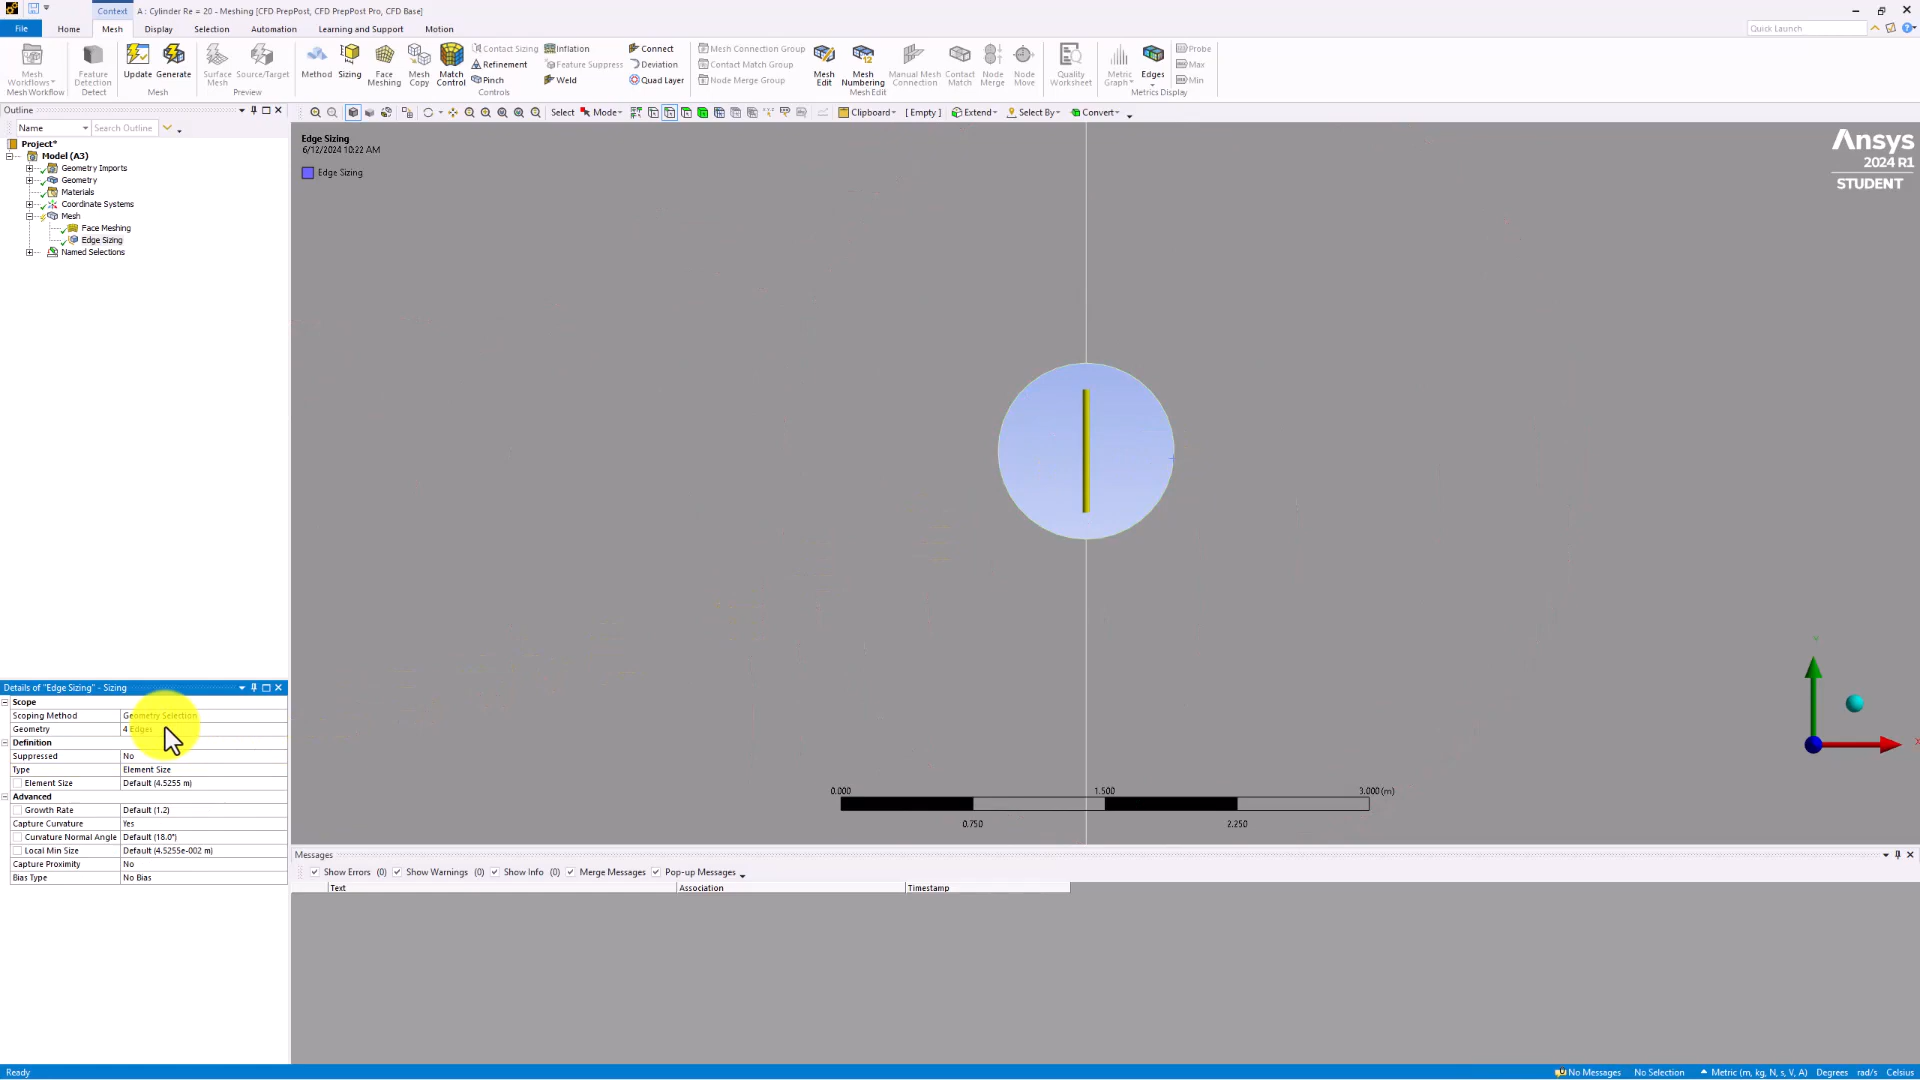 Context A : Cylinder Re = 20 - Meshing [CFD PrepPost, CFD PrepPost Pro, CFD Base]
File Home Mesh Display Selection Automation Learning and Support Motion Quick Launch
Mesh Workflows
Feature Detect
Update Generate
Surface Mesh
Source/Target
Method Sizing
Face Meshing
Mesh Copy
Match Control
Contact Sizing Inflation Connect
Refinement Feature Suppress Deviation
Pinch Weld Quad Layer
Mesh Connection Group
Contact Match Group
Node Merge Group
Mesh Edit
Mesh Numbering
Manual Mesh Connection
Contact Match
Node Merge
Node Move
Quality Worksheet
Metric Graph
Edges
Probe
Max
Min
MeshWorkflow Detect Mesh Preview Controls Mesh Edit Metrics Display
Outline
Name Search Outline
Select Mode Clipboard [ Empty ] Extend Select By Convert
Project*
Model (A3)
Geometry Imports
Geometry
Materials
Coordinate Systems
Mesh
Face Meshing
Edge Sizing
Named Selections
Edge Sizing
6/12/2024 10:22 AM
Edge Sizing
Ansys
2024 R1
STUDENT
Y
X
0.000 1.500 3.000 (m)
0.750 2.250
Details of "Edge Sizing" - Sizing
Scope
Scoping Method Geometry Selection
Geometry 4 Edges
Definition
Suppressed No
Type Element Size
Element Size Default (4.5255 m)
Advanced
Growth Rate Default (1.2)
Capture Curvature Yes
Curvature Normal Angle Default (18.0°)
Local Min Size Default (4.5255e-002 m)
Capture Proximity No
Bias Type No Bias
Messages
Show Errors (0) Show Warnings (0) Show Info (0) Merge Messages Pop-up Messages
Text Association Timestamp
Ready No Messages No Selection Metric (m, kg, N, s, V, A) Degrees rad/s Celsius